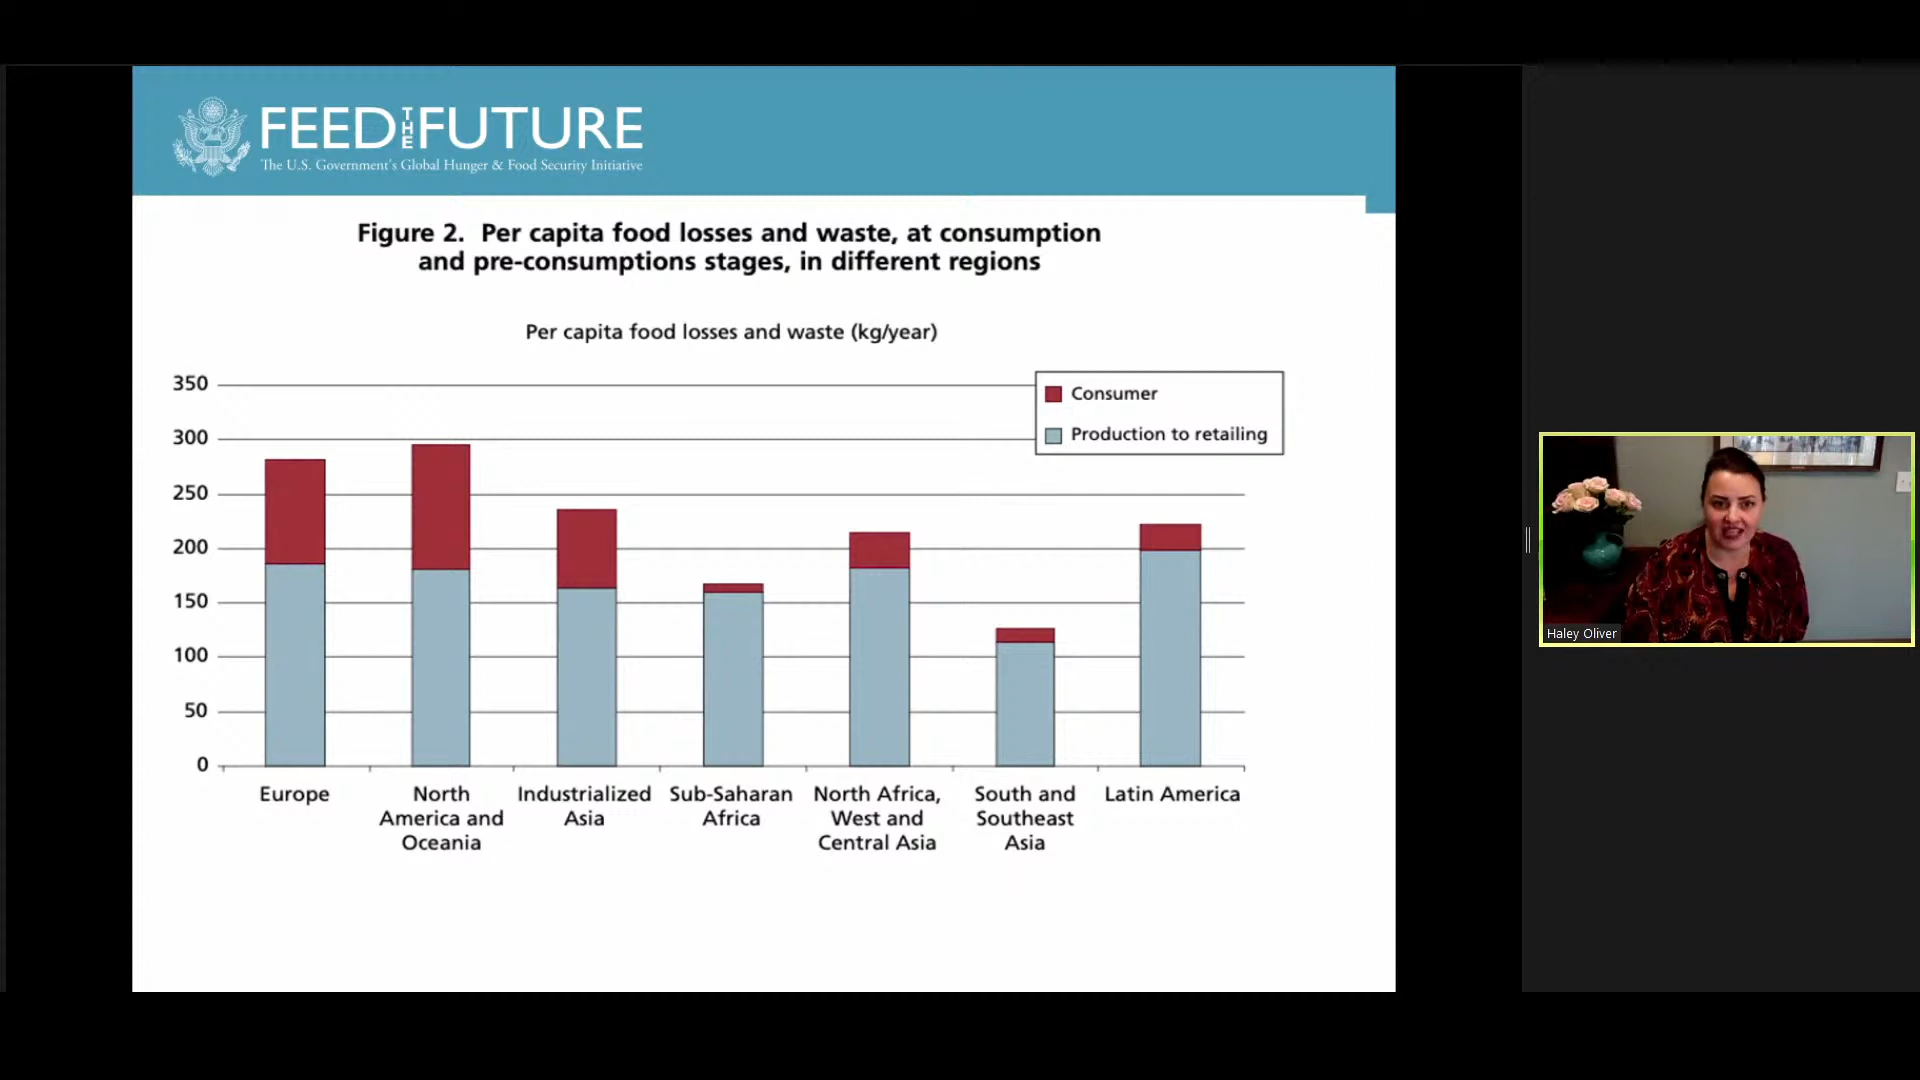 FEED THE FUTURE
The U.S. Government's Global Hunger & Food Security Initiative
Figure 2. Per capita food losses and waste, at consumption
and pre-consumptions stages, in different regions
Per capita food losses and waste (kg/year)
350
300
250
200
150
100
50
0
Consumer
Production to retailing
Europe
North
America and
Oceania
Industrialized
Asia
Sub-Saharan
Africa
North Africa,
West and
Central Asia
South and
Southeast
Asia
Latin America
Haley Oliver